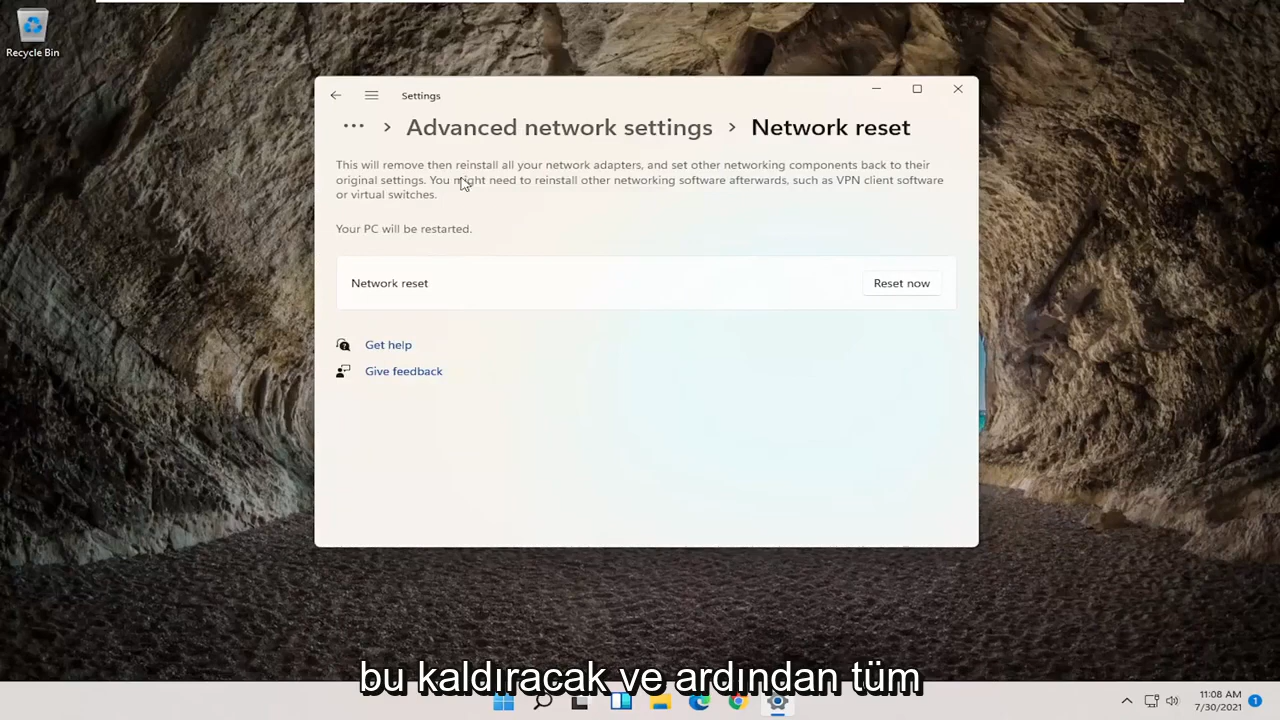 Recycle Bin
Settings
··· > Advanced network settings > Network reset
This will remove then reinstall all your network adapters, and set other networking components back to their
original settings. You might need to reinstall other networking software afterwards, such as VPN client software
or virtual switches.
Your PC will be restarted.
Network reset
Reset now
Get help
Give feedback
bu kaldıracak ve ardından tüm
11:08 AM
7/30/2021
1